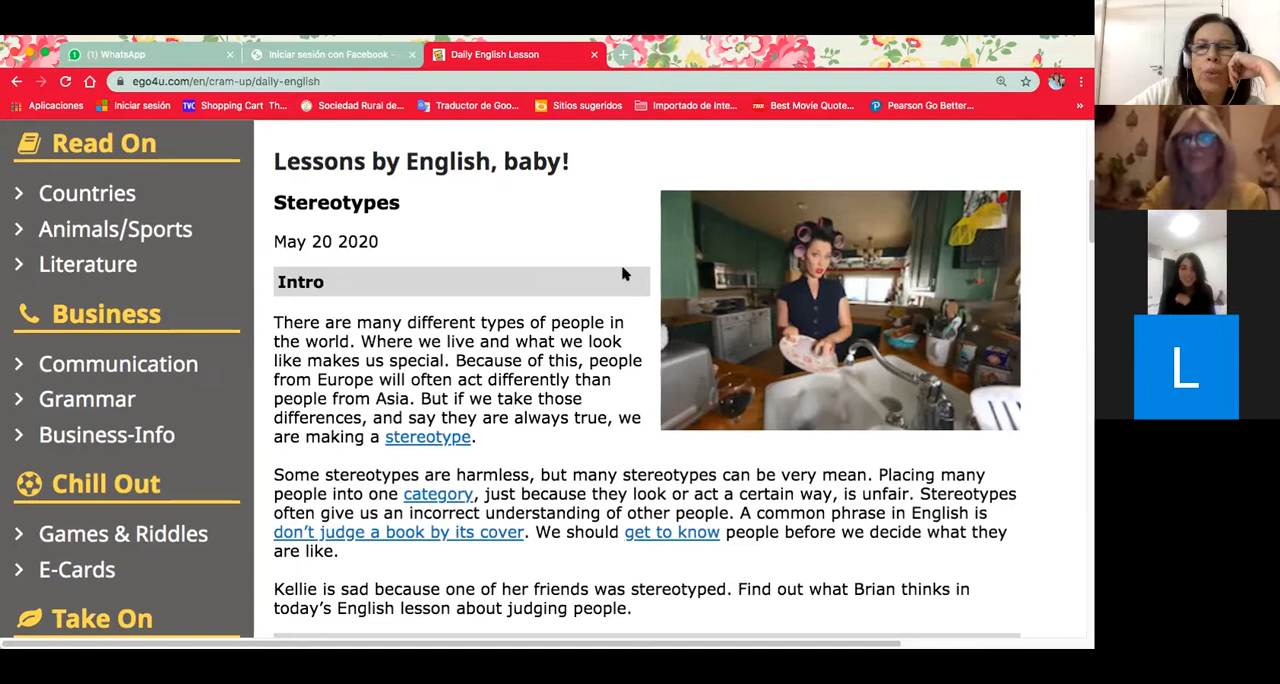 (1) WhatsApp
Iniciar sesión con Facebook
Daily English Lesson
ego4u.com/en/cram-up/daily-english
Aplicaciones
Iniciar sesión
TVC Shopping Cart Th...
Sociedad Rural de...
Traductor de Goo...
Sitios sugeridos
Importado de Inte...
Best Movie Quote...
Pearson Go Better...
»
Read On
Countries
Animals/Sports
Literature
Business
Communication
Grammar
Business-Info
Chill Out
Games & Riddles
E-Cards
Take On
Lessons by English, baby!
Stereotypes
May 20 2020
Intro
There are many different types of people in
the world. Where we live and what we look
like makes us special. Because of this, people
from Europe will often act differently than
people from Asia. But if we take those
differences, and say they are always true, we
are making a stereotype.
Some stereotypes are harmless, but many stereotypes can be very mean. Placing many
people into one category, just because they look or act a certain way, is unfair. Stereotypes
often give us an incorrect understanding of other people. A common phrase in English is
don’t judge a book by its cover. We should get to know people before we decide what they
are like.
Kellie is sad because one of her friends was stereotyped. Find out what Brian thinks in
today’s English lesson about judging people.
L